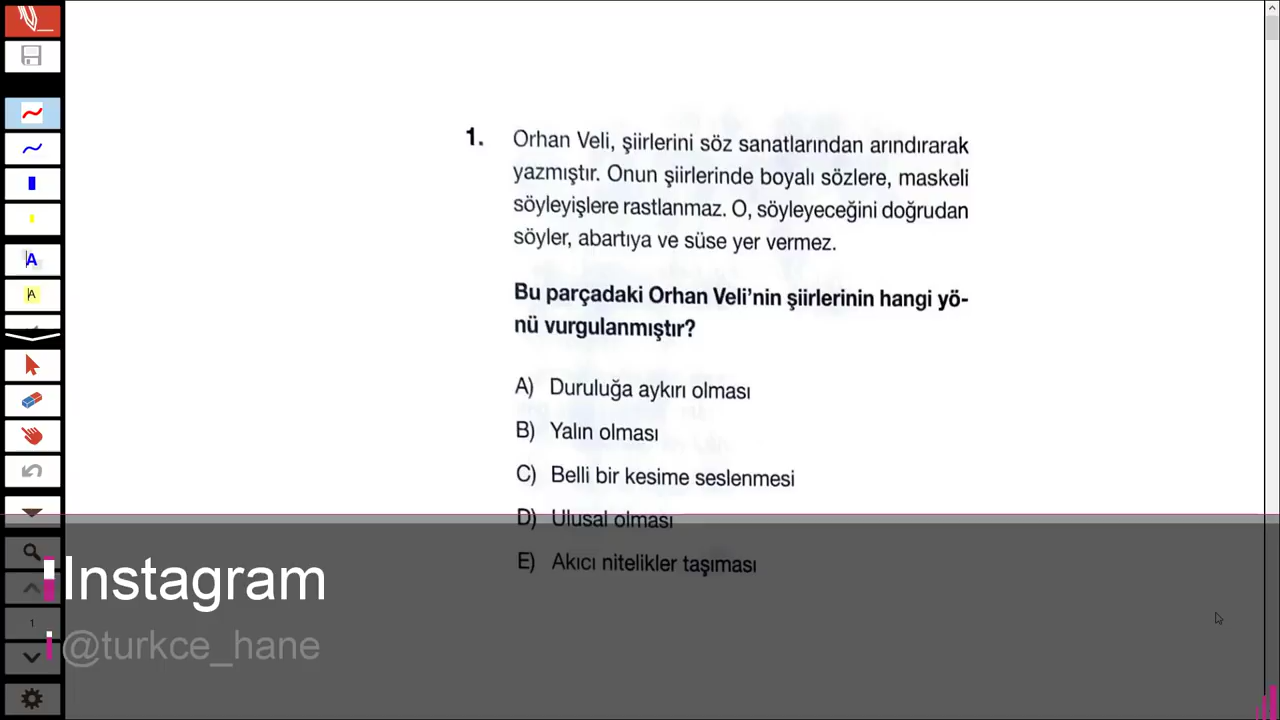 1. Orhan Veli, şiirlerini söz sanatlarından arındırarak
yazmıştır. Onun şiirlerinde boyalı sözlere, maskeli
söyleyişlere rastlanmaz. O, söyleyeceğini doğrudan
söyler, abartıya ve süse yer vermez.
Bu parçadaki Orhan Veli'nin şiirlerinin hangi yö-
nü vurgulanmıştır?
A) Duruluğa aykırı olması
B) Yalın olması
C) Belli bir kesime seslenmesi
D) Ulusal olması
E) Akıcı nitelikler taşıması
Instagram
@turkce_hane
A
A
1